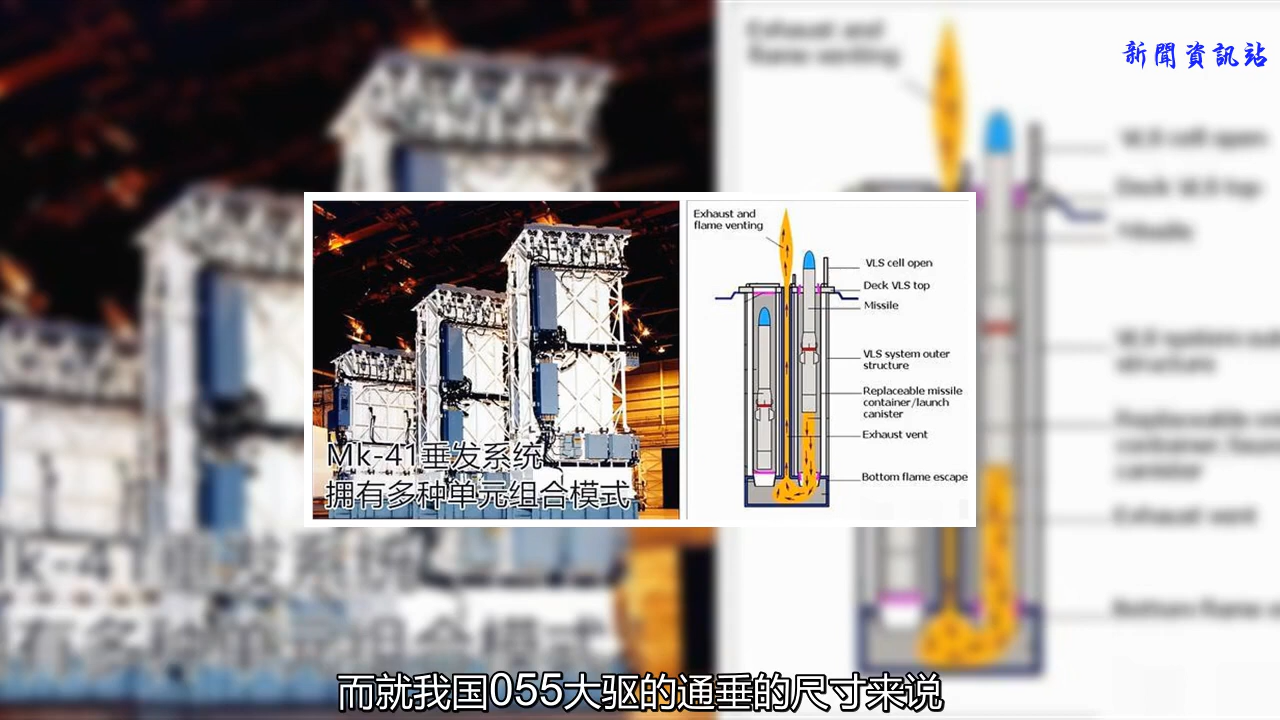 新聞資訊站
Exhaust and
flame venting
VLS cell open
Deck VLS top
Missile
VLS system outer
structure
Replaceable missile
container/launch
canister
Exhaust vent
Bottom flame escape
Mk-41垂发系统
拥有多种单元组合模式
而就我国055大驱的通垂的尺寸来说